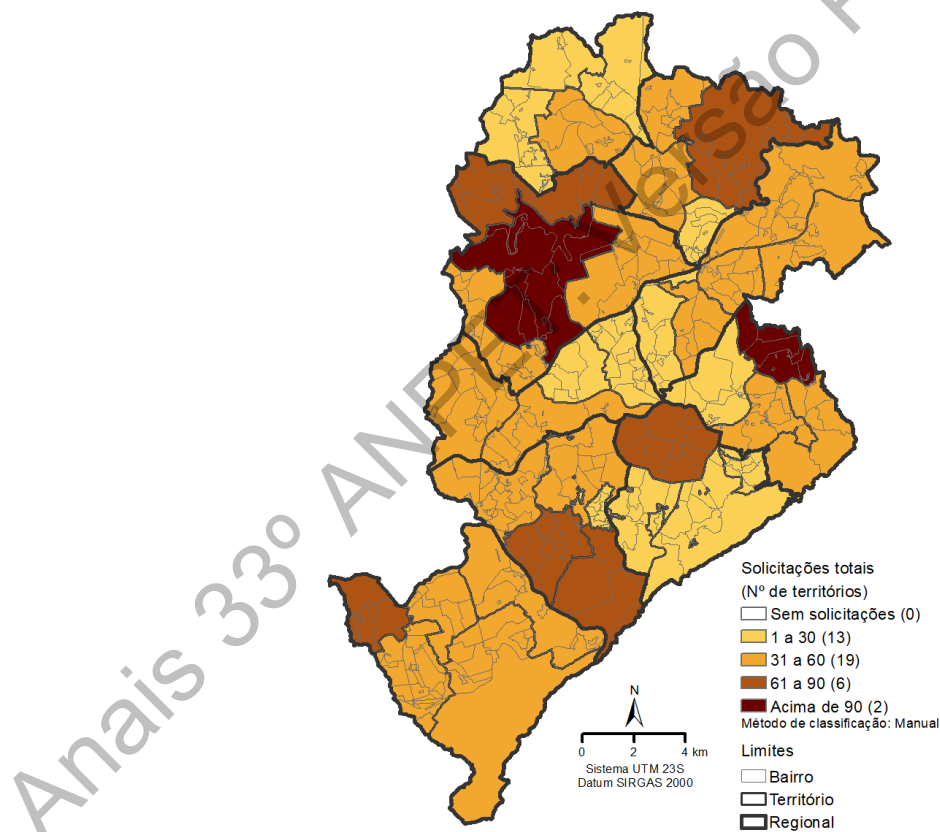 Anais 33º ANPET . Versão P
Solicitações totais
(Nº de territórios)
Sem solicitações (0)
1 a 30 (13)
31 a 60 (19)
61 a 90 (6)
Acima de 90 (2)
Método de classificação: Manual
N
0 2 4 km
Sistema UTM 23S
Datum SIRGAS 2000
Limites
Bairro
Território
Regional